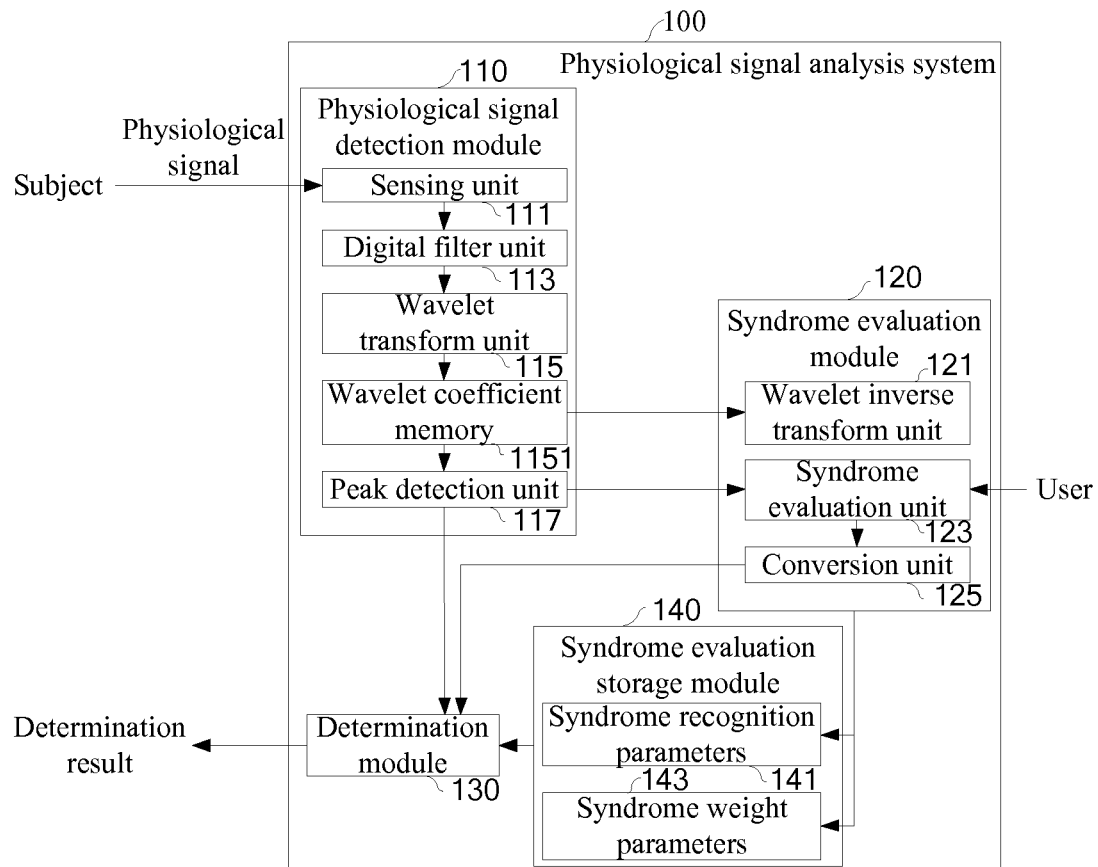 100
Physiological signal analysis system
110
Physiological signal
detection module
Physiological
signal
Subject
Sensing unit
111
Digital filter unit
113
Wavelet
transform unit
115
Wavelet coefficient
memory
1151
Peak detection unit
117
120
Syndrome evaluation
module
121
Wavelet inverse
transform unit
Syndrome
evaluation unit
123
User
Conversion unit
125
140
Syndrome evaluation
storage module
Syndrome recognition
parameters
141
143
Syndrome weight
parameters
Determination
module
130
Determination
result